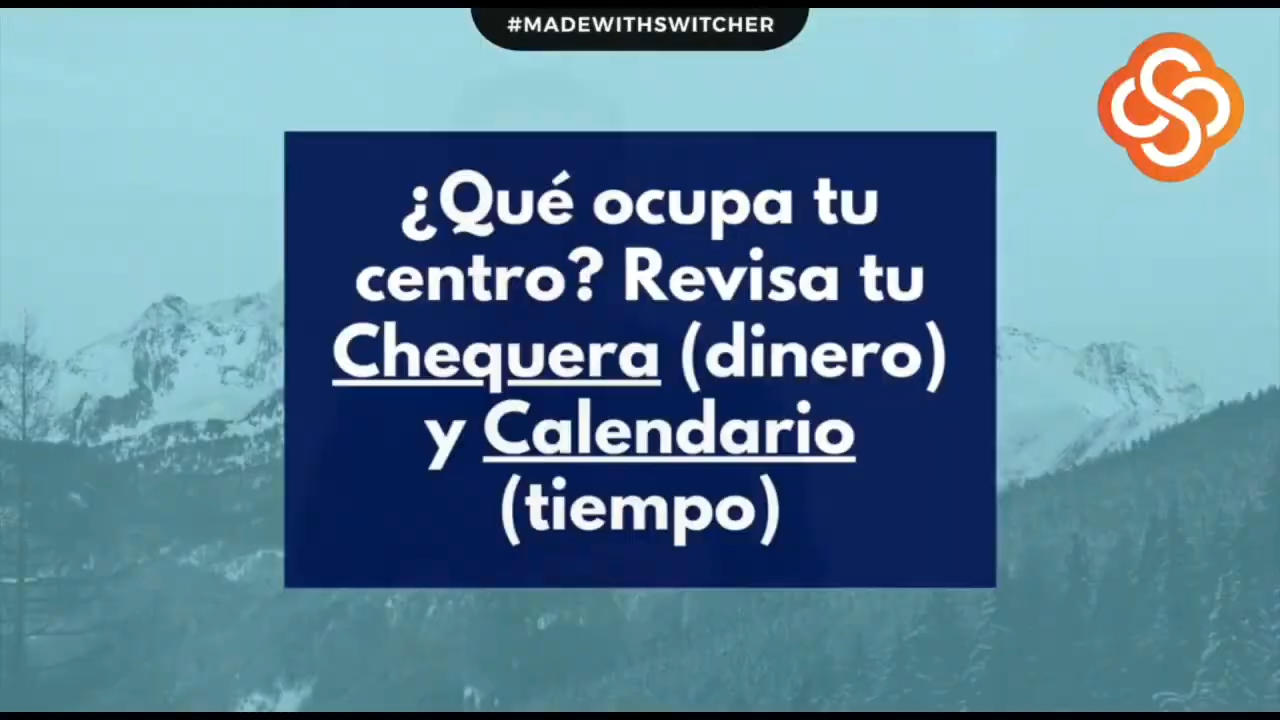 #MADEWITHSWITCHER
¿Qué ocupa tu
centro? Revisa tu
Chequera (dinero)
y Calendario
(tiempo)